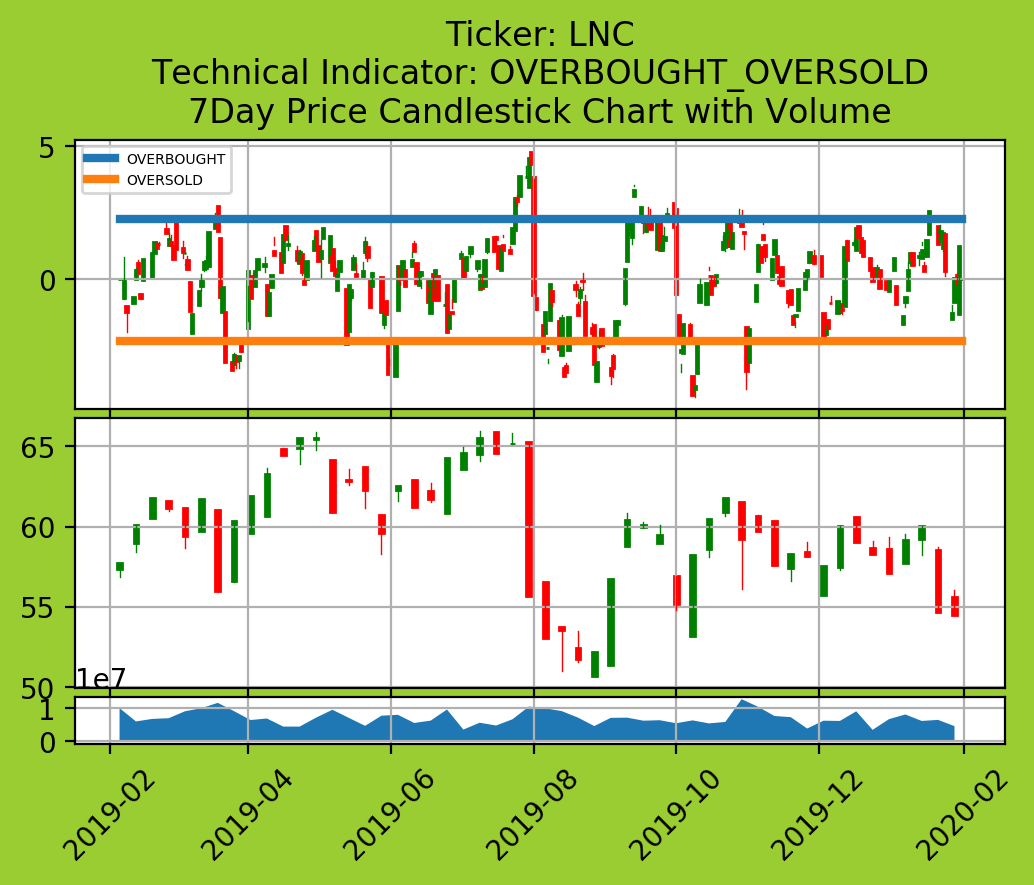 Ticker: LNC
Technical Indicator: OVERBOUGHT_OVERSOLD
7Day Price Candlestick Chart with Volume
5
0
OVERBOUGHT
OVERSOLD
65
60
55
50
1e7
1
0
2019-02
2019-04
2019-06
2019-08
2019-10
2019-12
2020-02